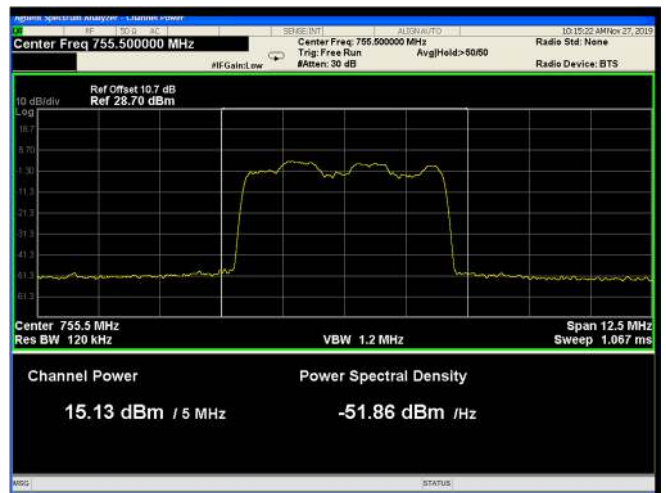 Agilent Spectrum Analyzer - Channel Power
LXI RF 50 Ω AC SENSE:INT ALIGNAUTO 10:15:22 AM Nov 27, 2019
Center Freq 755.500000 MHz Center Freq: 755.500000 MHz Radio Std: None
Trig: Free Run Avg|Hold:>50/50
#IFGain:Low #Atten: 30 dB Radio Device: BTS
Ref Offset 10.7 dB
10 dB/div Ref 28.70 dBm
Log
18.7
8.70
-1.30
-11.3
-21.3
-31.3
-41.3
-51.3
-61.3
Center 755.5 MHz Span 12.5 MHz
Res BW 120 kHz VBW 1.2 MHz Sweep 1.067 ms
Channel Power Power Spectral Density
15.13 dBm / 5 MHz -51.86 dBm /Hz
MSG STATUS